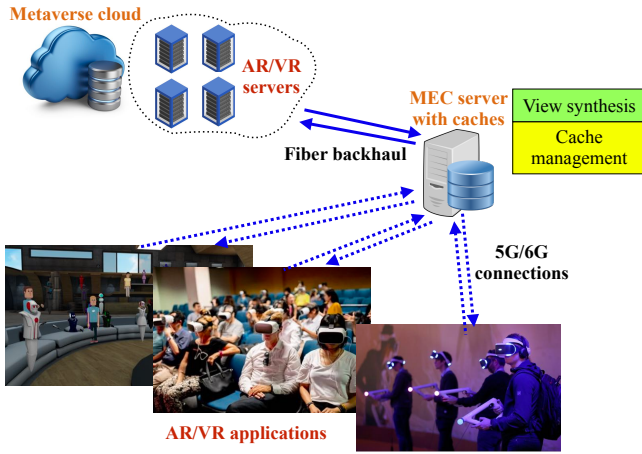 Metaverse cloud
AR/VR
servers
MEC server
with caches
View synthesis
Cache
management
Fiber backhaul
5G/6G
connections
AR/VR applications